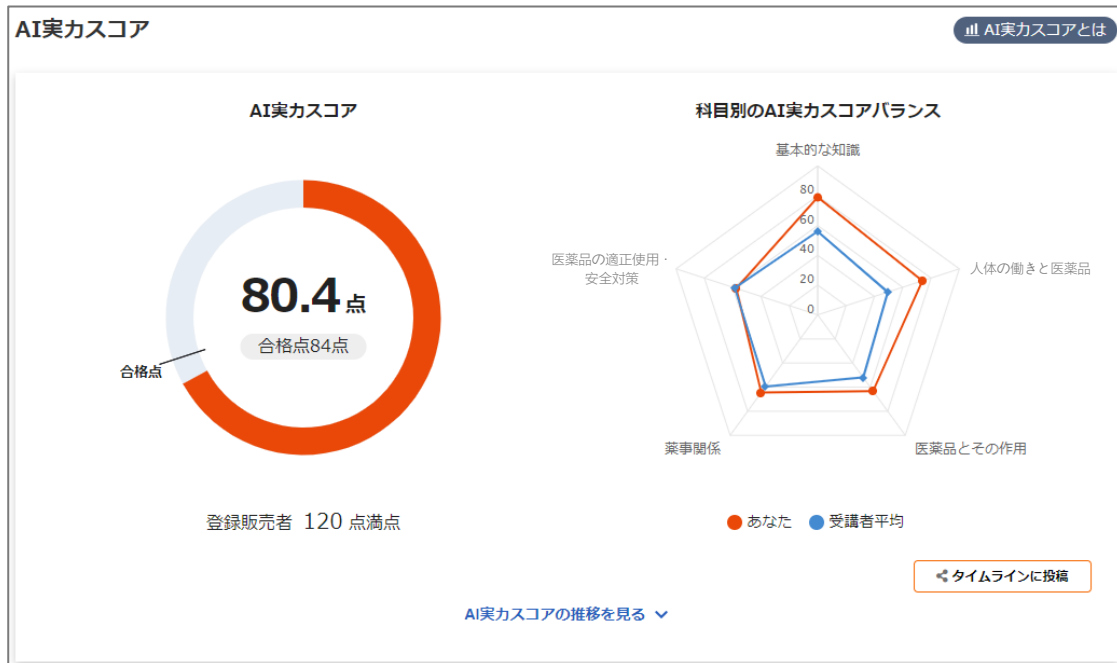 AI実力スコア
AI実力スコアとは
AI実力スコア
80.4点
合格点84点
合格点
登録販売者 120 点満点
科目別のAI実力スコアバランス
基本的な知識
80
60
40
20
0
医薬品の適正使用・
安全対策
人体の働きと医薬品
薬事関係
医薬品とその作用
あなた 受講者平均
タイムラインに投稿
AI実力スコアの推移を見る